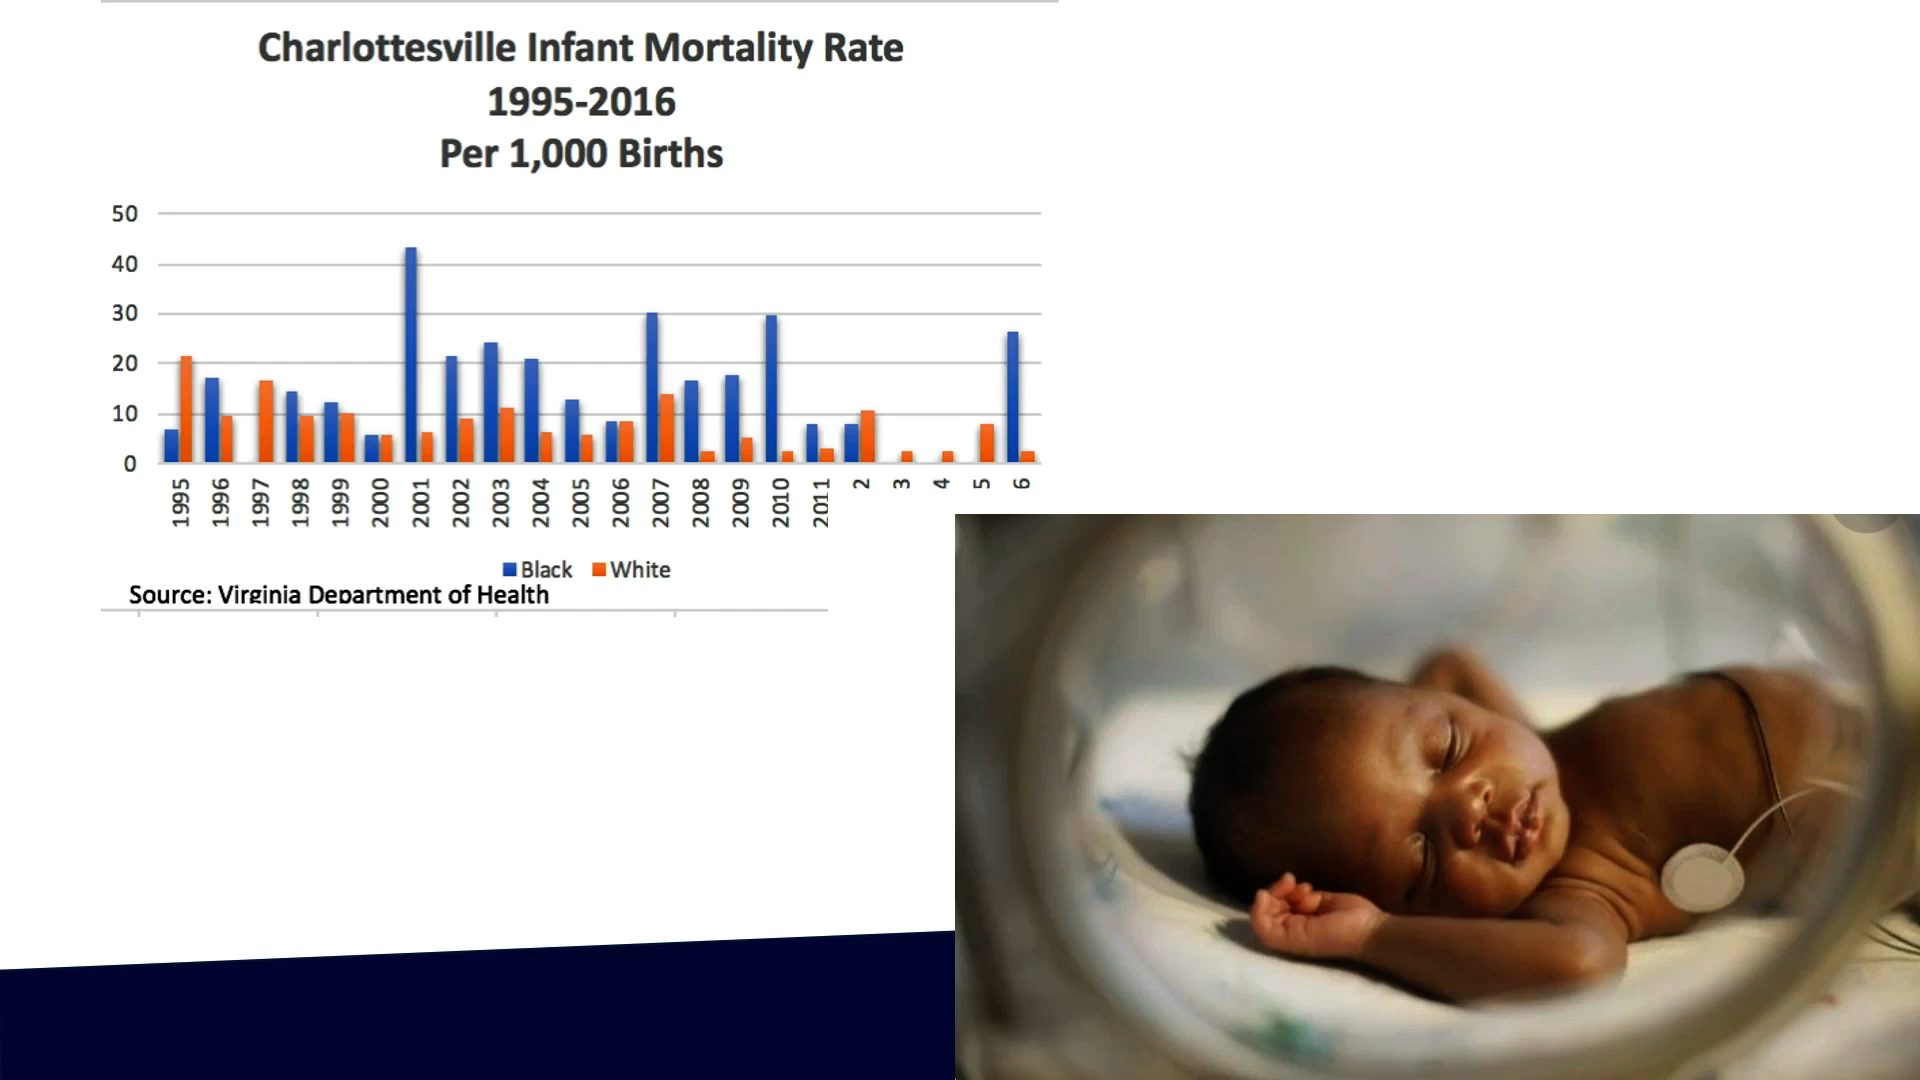 Charlottesville Infant Mortality Rate
1995-2016
Per 1,000 Births
50
40
30
20
10
0
1995 1996 1997 1998 1999 2000 2001 2002 2003 2004 2005 2006 2007 2008 2009 2010 2011 2 3 4 5 6
Black White
Source: Virginia Department of Health